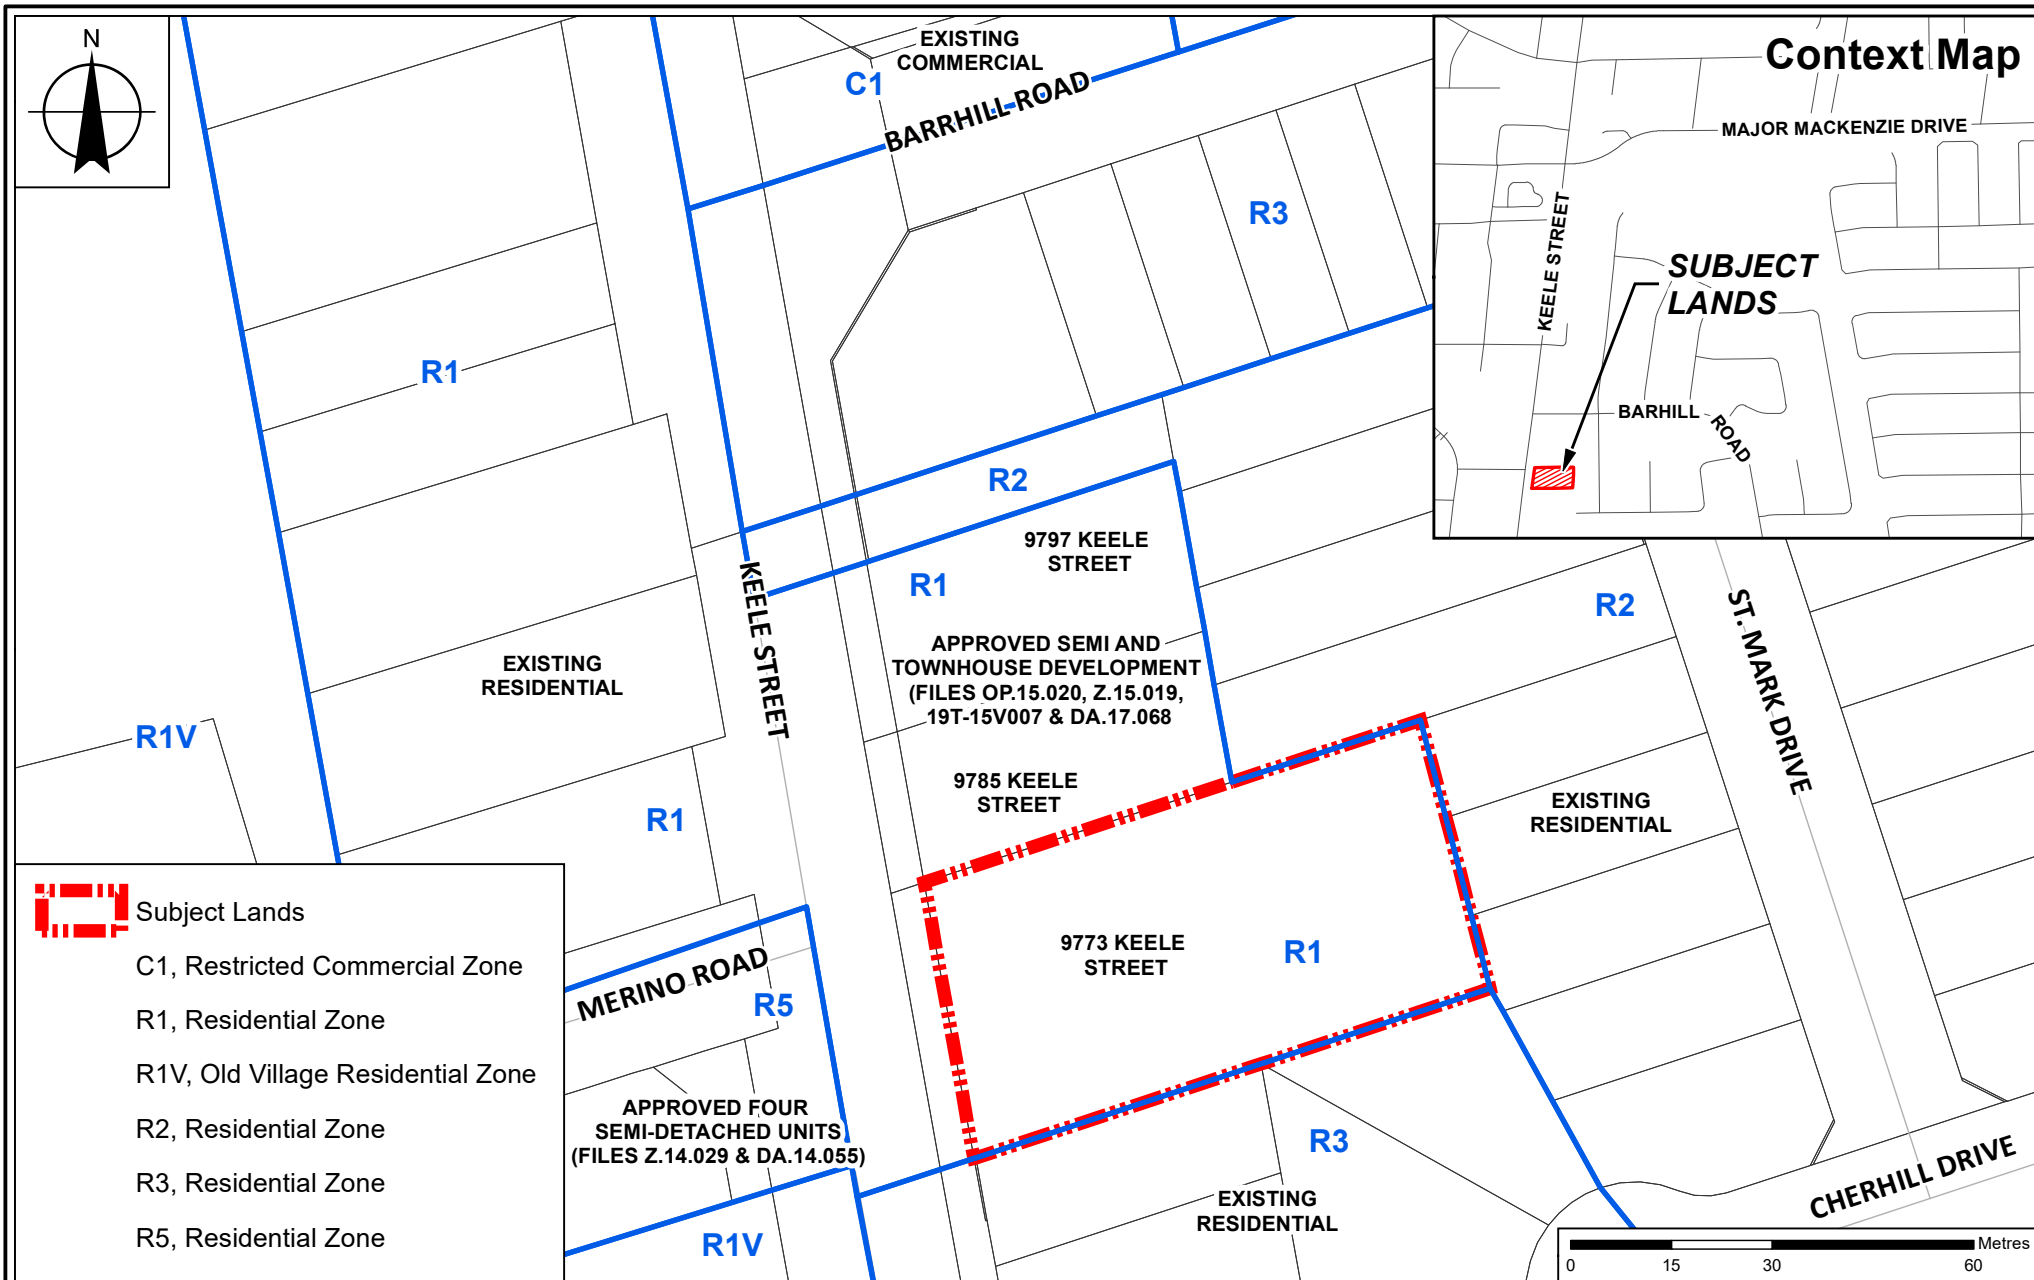 N
EXISTING
COMMERCIAL
C1
BARRHILL ROAD
R3
R1
R2
9797 KEELE
STREET
R1
KEELE STREET
APPROVED SEMI AND
TOWNHOUSE DEVELOPMENT
(FILES OP.15.020, Z.15.019,
19T-15V007 & DA.17.068
EXISTING
RESIDENTIAL
R2
ST. MARK DRIVE
R1V
R1
9785 KEELE
STREET
EXISTING
RESIDENTIAL
9773 KEELE
STREET
R1
MERINO ROAD
R5
APPROVED FOUR
SEMI-DETACHED UNITS
(FILES Z.14.029 & DA.14.055)
R3
EXISTING
RESIDENTIAL
R1V
CHERHILL DRIVE
Context Map
MAJOR MACKENZIE DRIVE
KEELE STREET
SUBJECT
LANDS
BARHILL
ROAD
Subject Lands
C1, Restricted Commercial Zone
R1, Residential Zone
R1V, Old Village Residential Zone
R2, Residential Zone
R3, Residential Zone
R5, Residential Zone
Metres
0 15 30 60